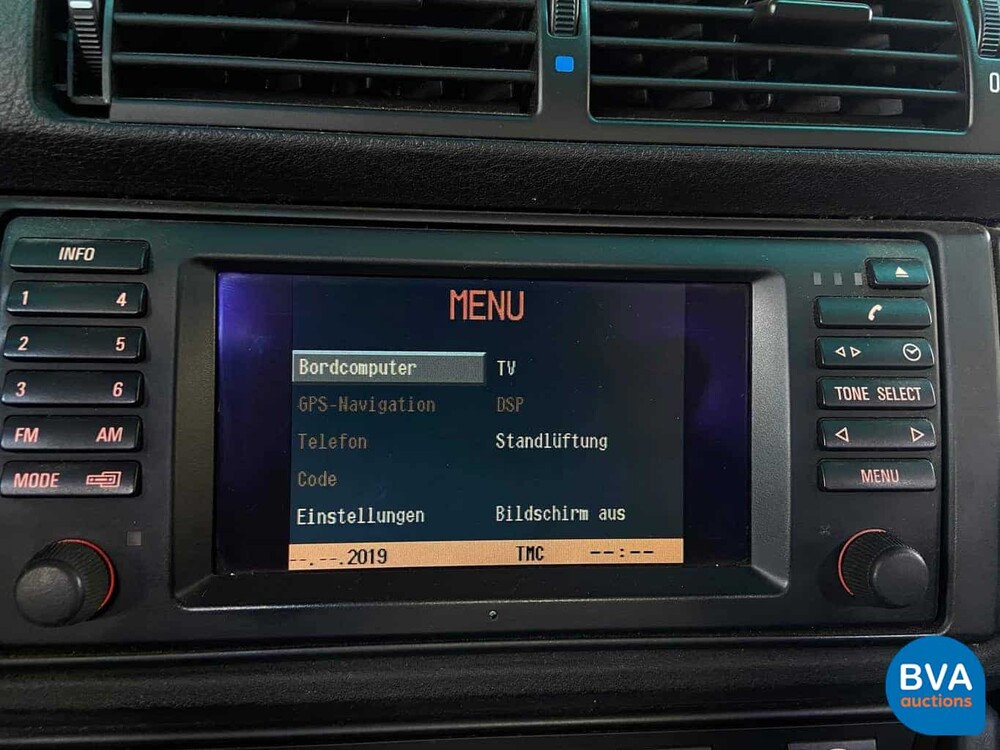 0
INFO
1 4
2 5
3 6
FM AM
MODE
MENU
Bordcomputer TV
GPS-Navigation DSP
Telefon Standlüftung
Code
Einstellungen Bildschirm aus
--.--.2019 TMC --:--
TONE SELECT
MENU
BVA
auctions